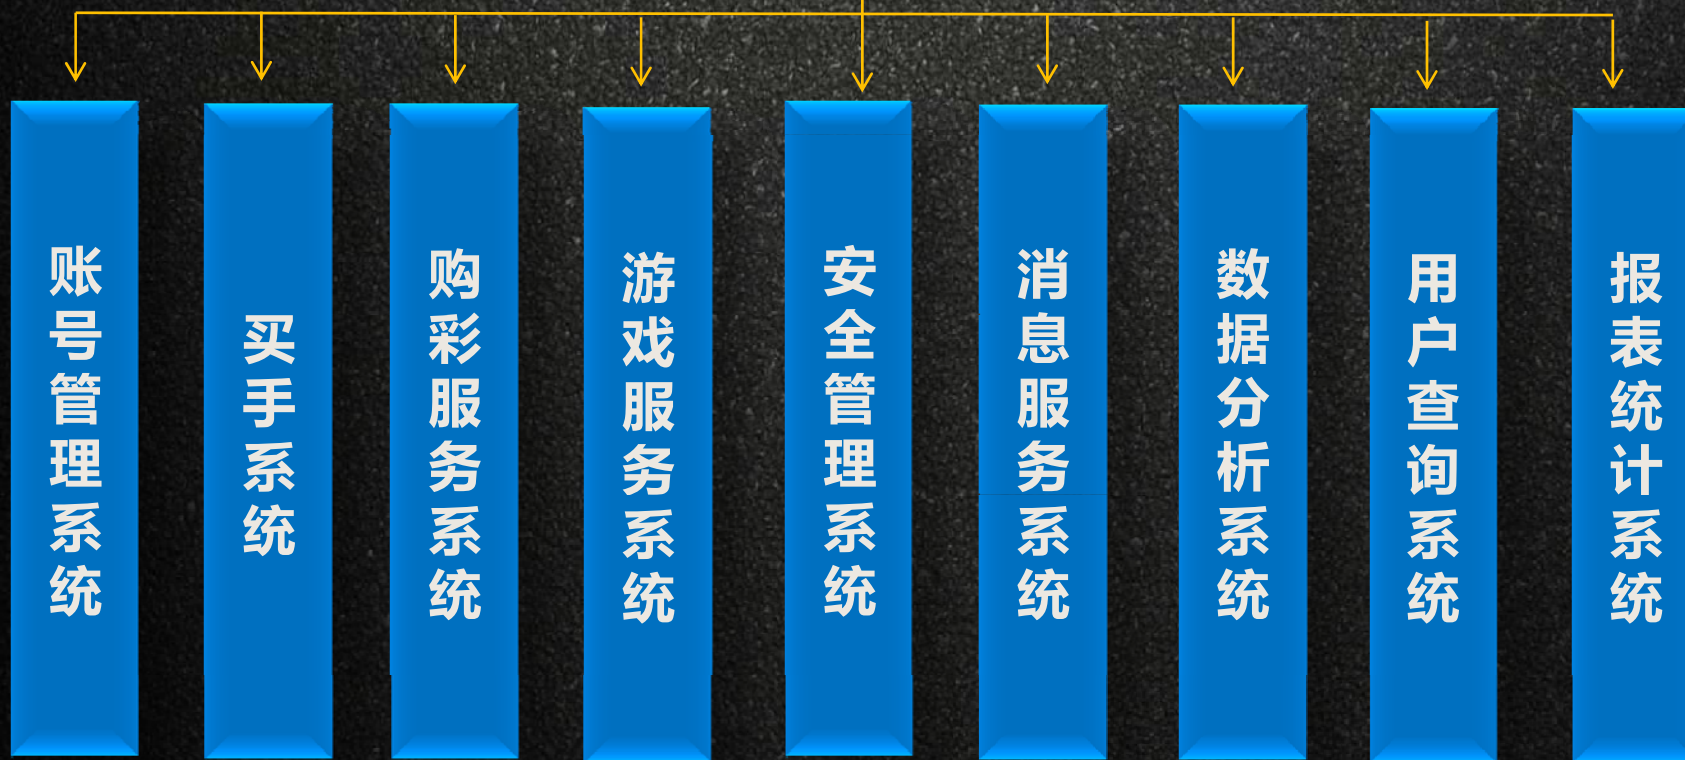 账号管理系统
买手系统
购彩服务系统
游戏服务系统
安全管理系统
消息服务系统
数据分析系统
用户查询系统
报表统计系统